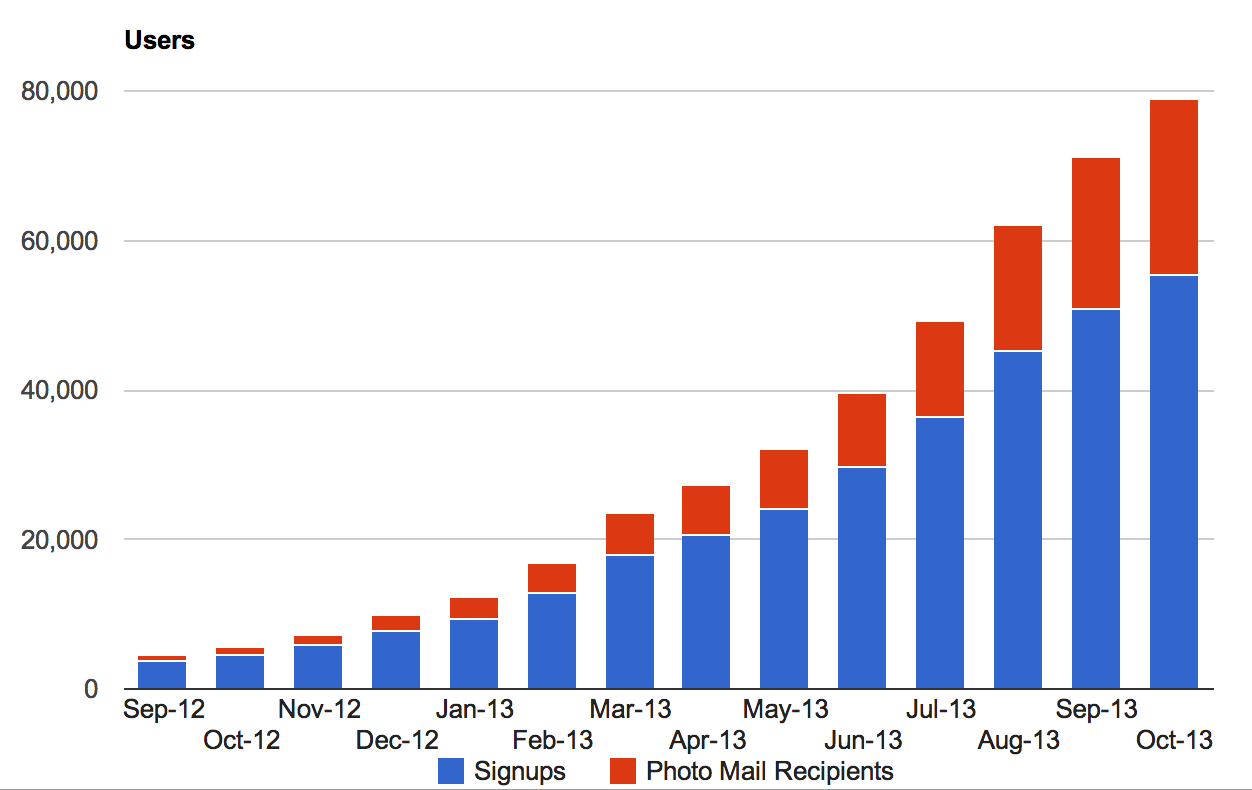 Users
80,000
60,000
40,000
20,000
0
Sep-12 Nov-12 Jan-13 Mar-13 May-13 Jul-13 Sep-13
Oct-12 Dec-12 Feb-13 Apr-13 Jun-13 Aug-13 Oct-13
Signups Photo Mail Recipients